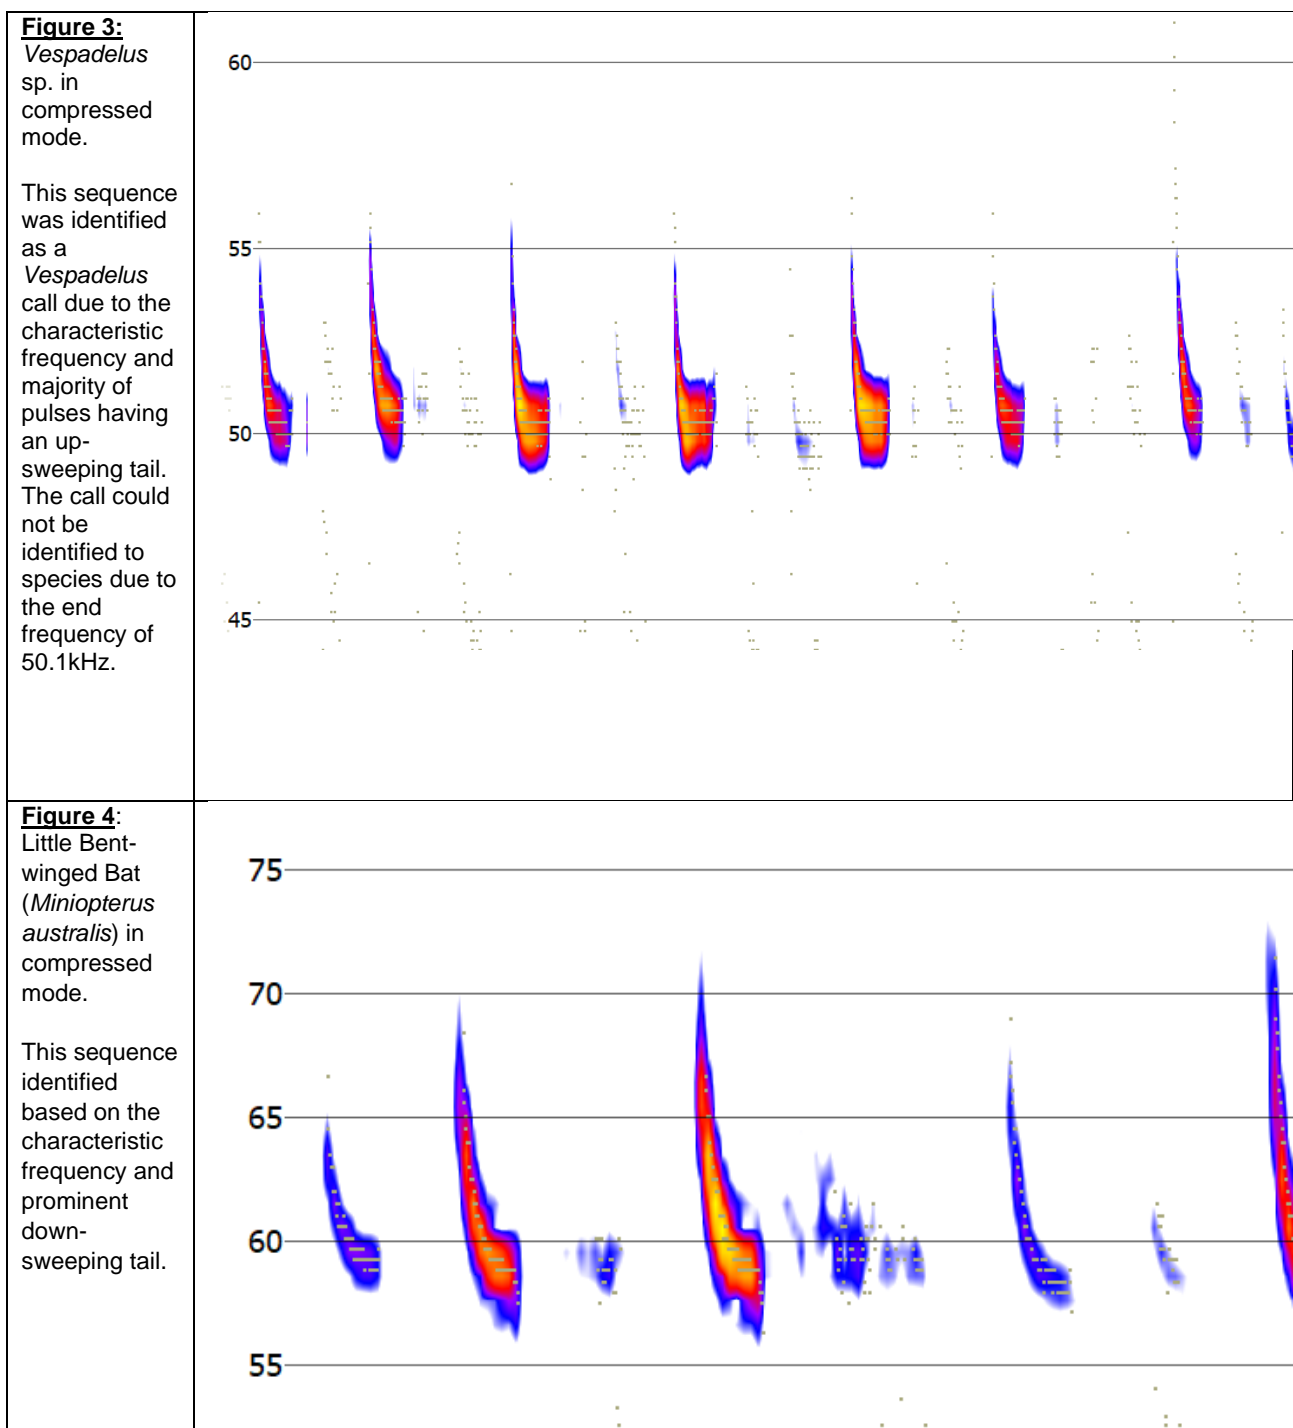 Figure 3:
Vespadelus
sp. in
compressed
mode.
This sequence
was identified
as a
Vespadelus
call due to the
characteristic
frequency and
majority of
pulses having
an up-
sweeping tail.
The call could
not be
identified to
species due to
the end
frequency of
50.1kHz.
60
55
50
45
Figure 4:
Little Bent-
winged Bat
(Miniopterus
australis) in
compressed
mode.
This sequence
identified
based on the
characteristic
frequency and
prominent
down-
sweeping tail.
75
70
65
60
55